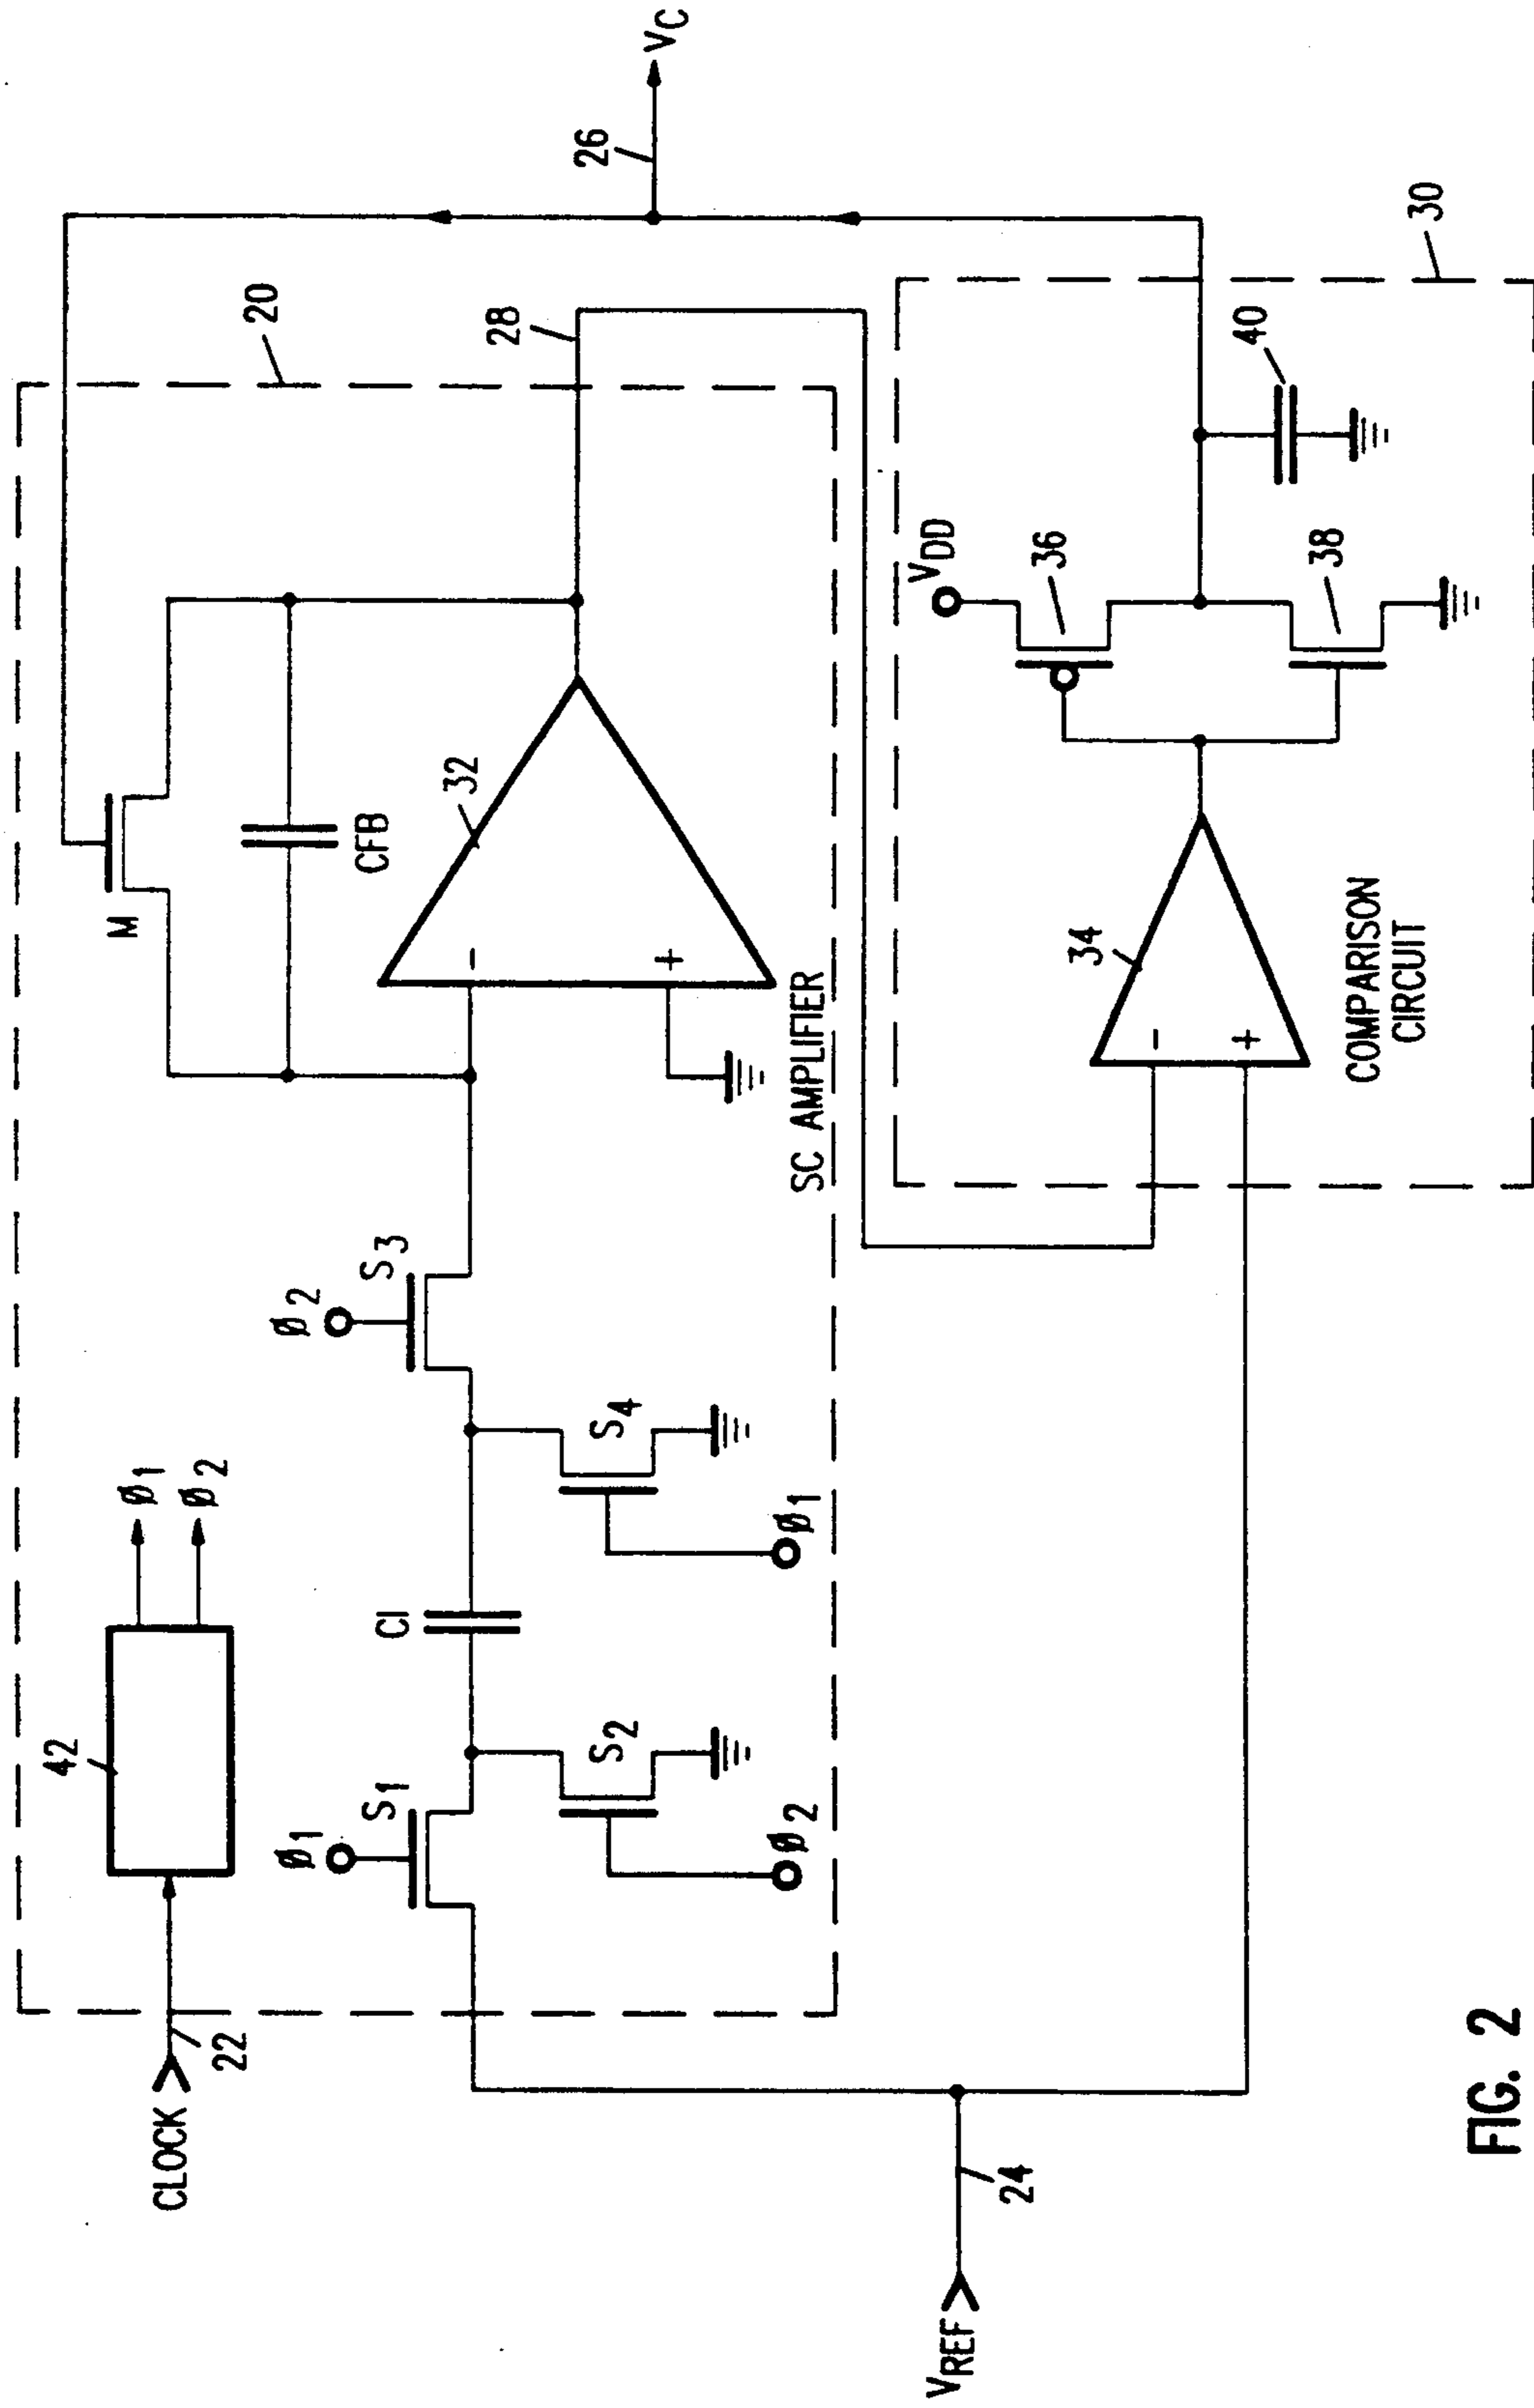 CLOCK
22
42
Ø1
Ø2
20
Ø1
S1
CI
Ø2
S3
M
CFB
S2
Ø2
S4
Ø1
-
+
32
SC AMPLIFIER
28
26
VC
VREF
24
-
+
34
VDD
36
38
40
30
COMPARISON
CIRCUIT
FIG. 2